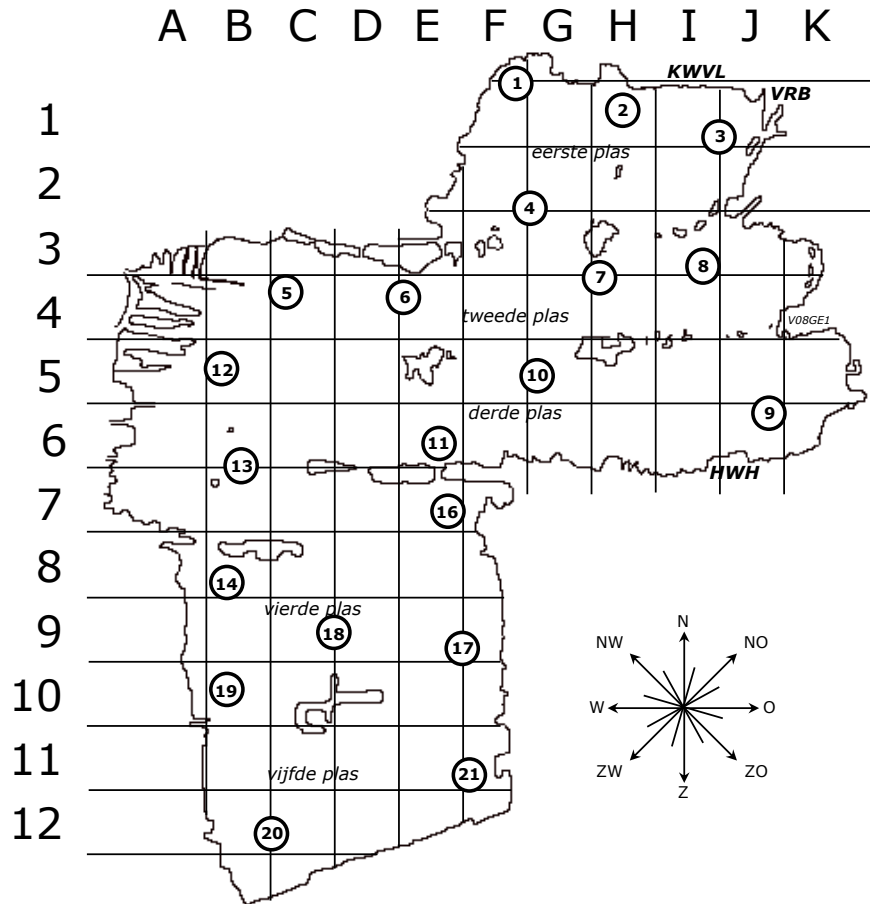 A B C D E F G H I J K
KWVL
1
VRB
2
1
3
eerste plas
2
4
3
8
7
5
6
4
tweede plas
V08GE1
12
5
10
derde plas
9
11
6
13
HWH
7
16
8
14
vierde plas
N
9
18
17
NW
NO
10
19
W
O
11
vijfde plas
21
ZW
ZO
Z
12
20